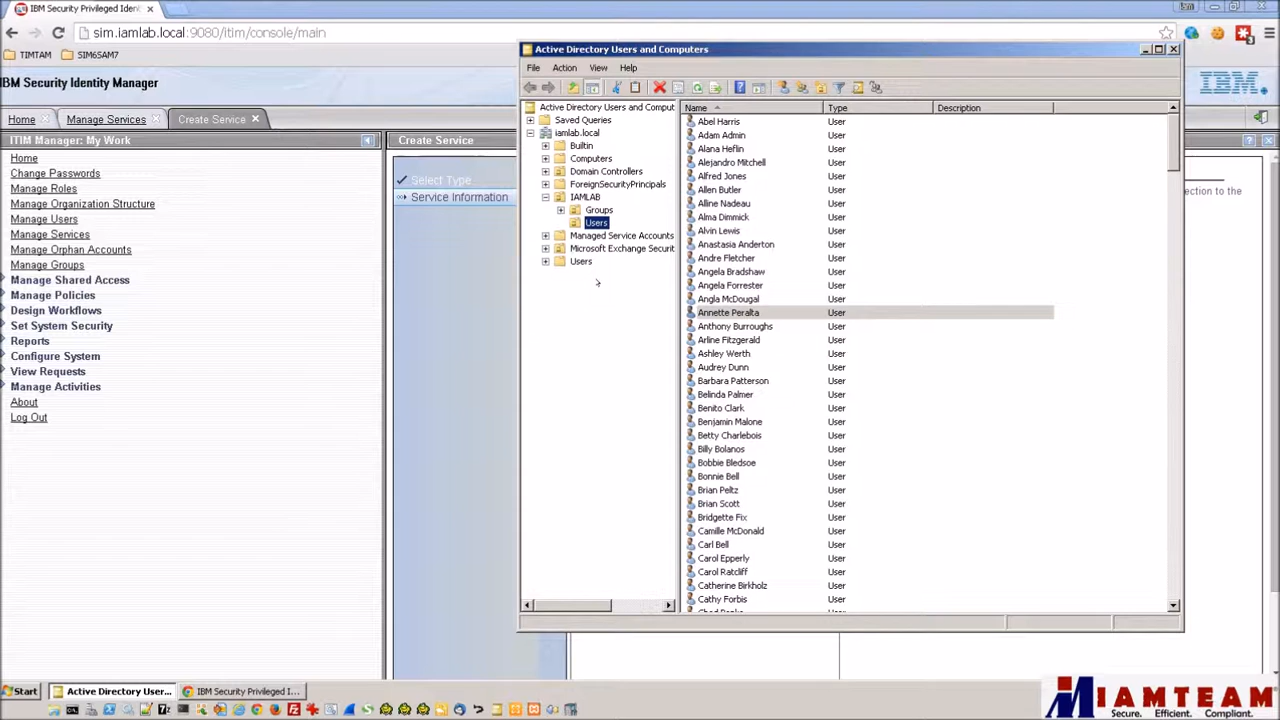 IBM Security Privileged Ident
sim.iamlab.local:9080/itim/console/main
TIMTAM
SIM6SAM7
IBM Security Identity Manager
IBM.
Home
Manage Services
Create Service
ITIM Manager: My Work
Home
Change Passwords
Manage Roles
Manage Organization Structure
Manage Users
Manage Services
Manage Orphan Accounts
Manage Groups
Manage Shared Access
Manage Policies
Design Workflows
Set System Security
Reports
Configure System
View Requests
Manage Activities
About
Log Out
Create Service
Select Type
Service Information
ection to the
Active Directory Users and Computers
File Action View Help
Active Directory Users and Comput
Saved Queries
iamlab.local
Builtin
Computers
Domain Controllers
ForeignSecurityPrincipals
IAMLAB
Groups
Users
Managed Service Accounts
Microsoft Exchange Securit
Users
Name Type Description
Abel Harris User
Adam Admin User
Alana Heflin User
Alejandro Mitchell User
Alfred Jones User
Allen Butler User
Alline Nadeau User
Alma Dimmick User
Alvin Lewis User
Anastasia Anderton User
Andre Fletcher User
Angela Bradshaw User
Angela Forrester User
Angla McDougal User
Annette Peralta User
Anthony Burroughs User
Arline Fitzgerald User
Ashley Werth User
Audrey Dunn User
Barbara Patterson User
Belinda Palmer User
Benito Clark User
Benjamin Malone User
Betty Charlebois User
Billy Bolanos User
Bobbie Bledsoe User
Bonnie Bell User
Brian Peltz User
Brian Scott User
Bridgette Fix User
Camille McDonald User
Carl Bell User
Carol Epperly User
Carol Ratcliff User
Catherine Birkholz User
Cathy Forbis User
Start
Active Directory User...
IBM Security Privileged I...
IAMTEAM
Secure. Efficient. Compliant.